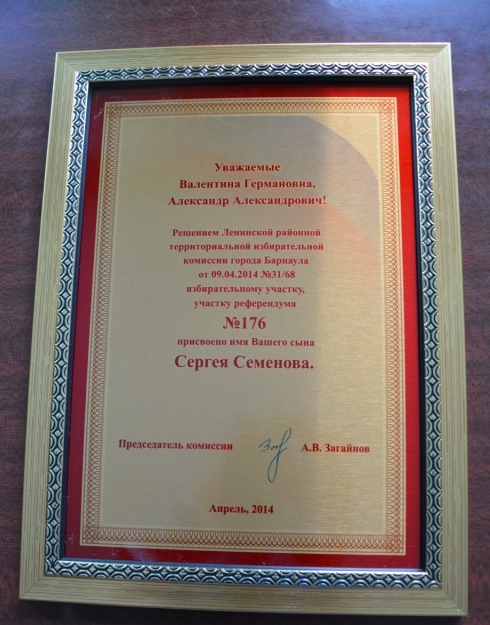 Уважаемые
Валентина Германовна,
Александр Александрович!
Решением Ленинской районной
территориальной избирательной
комиссии города Барнаула
от 09.04.2014 №31/68
избирательному участку,
участку референдума
№176
присвоено имя Вашего сына
Сергея Семенова.
Председатель комиссии А.В. Загайнов
Апрель, 2014